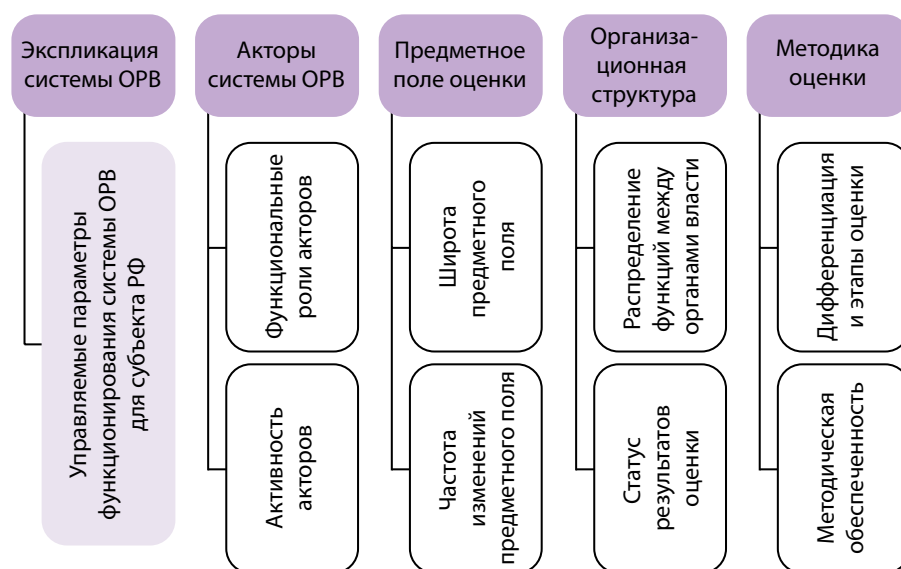 Экспликация
системы ОРВ
Акторы
системы ОРВ
Предметное
поле оценки
Организа-
ционная
структура
Методика
оценки
Управляемые параметры
функционирования системы ОРВ
для субъекта РФ
Функциональные
роли акторов
Активность
акторов
Широта
предметного
поля
Частота
изменений
предметного поля
Распределение
функций между
органами власти
Статус
результатов
оценки
Дифференциация
и этапы оценки
Методическая
обеспеченность